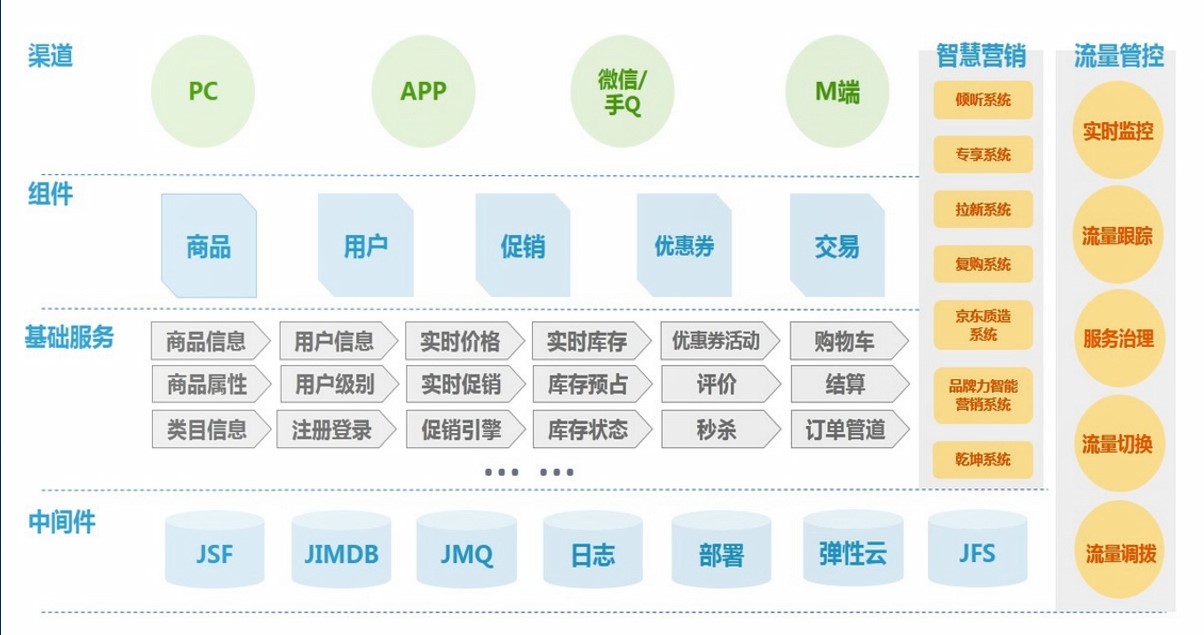 渠道
PC
APP
微信/
手Q
M端
组件
商品
用户
促销
优惠券
交易
基础服务
商品信息
用户信息
实时价格
实时库存
优惠券活动
购物车
商品属性
用户级别
实时促销
库存预占
评价
结算
类目信息
注册登录
促销引擎
库存状态
秒杀
订单管道
... ...
中间件
JSF
JIMDB
JMQ
日志
部署
弹性云
JFS
智慧营销
倾听系统
专享系统
拉新系统
复购系统
京东质造
系统
品牌力智能
营销系统
乾坤系统
流量管控
实时监控
流量跟踪
服务治理
流量切换
流量调拨